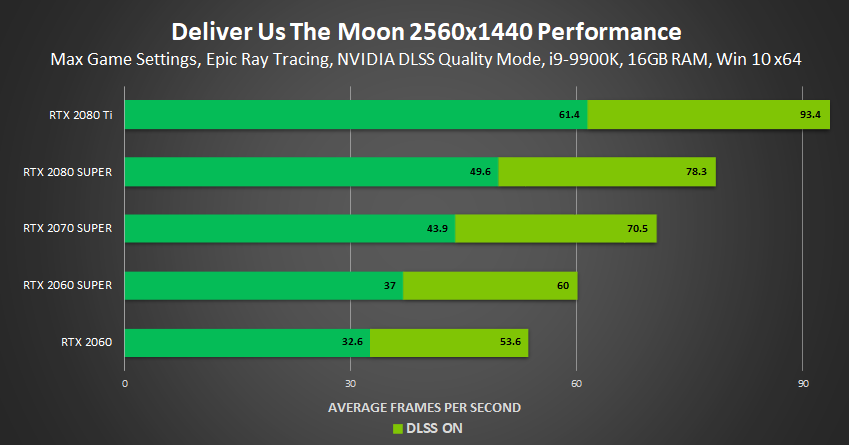 Deliver Us The Moon 2560x1440 Performance
Max Game Settings, Epic Ray Tracing, NVIDIA DLSS Quality Mode, i9-9900K, 16GB RAM, Win 10 x64
RTX 2080 Ti 61.4 93.4
RTX 2080 SUPER 49.6 78.3
RTX 2070 SUPER 43.9 70.5
RTX 2060 SUPER 37 60
RTX 2060 32.6 53.6
0 30 60 90
AVERAGE FRAMES PER SECOND
DLSS ON